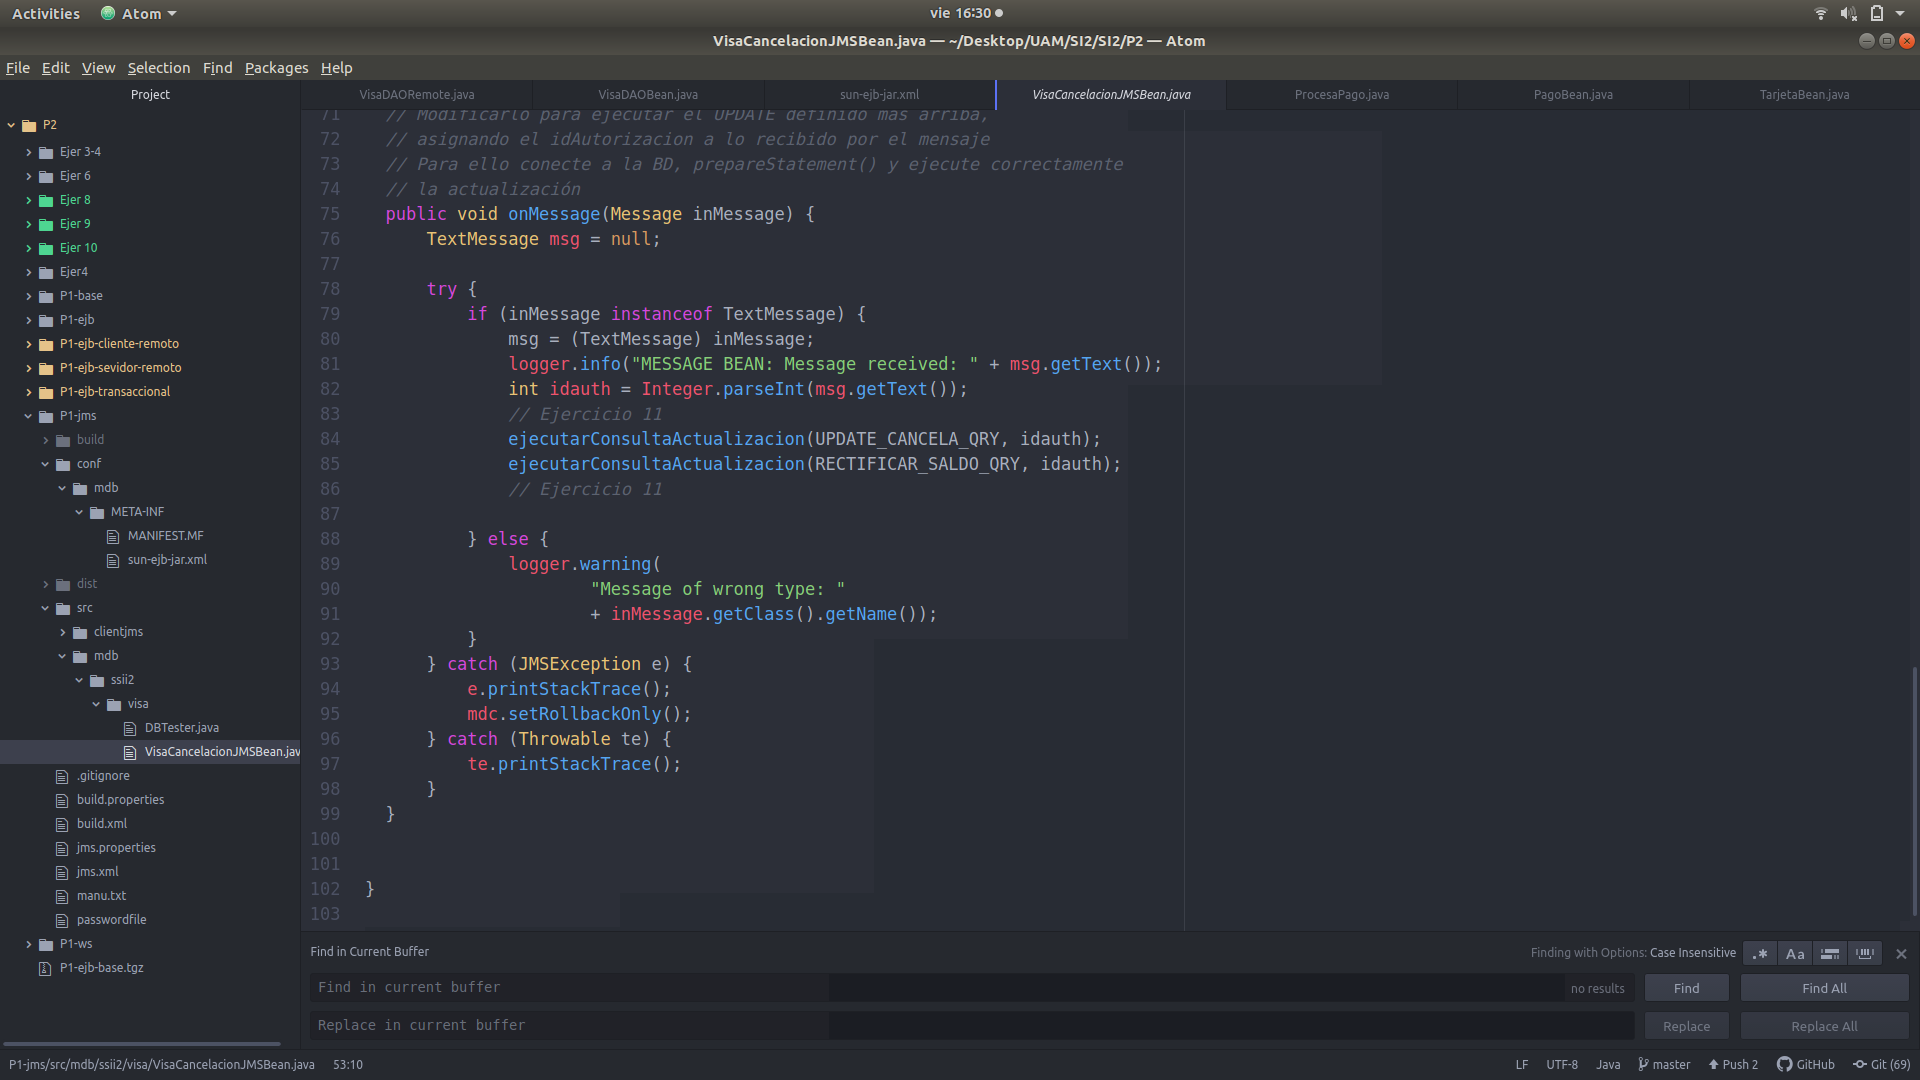 Activities Atom vie 16:30
VisaCancelacionJMSBean.java — ~/Desktop/UAM/SI2/SI2/P2 — Atom
File Edit View Selection Find Packages Help
Project
P2
Ejer 3-4
Ejer 6
Ejer 8
Ejer 9
Ejer 10
Ejer4
P1-base
P1-ejb
P1-ejb-cliente-remoto
P1-ejb-sevidor-remoto
P1-ejb-transaccional
P1-jms
build
conf
mdb
META-INF
MANIFEST.MF
sun-ejb-jar.xml
dist
src
clientjms
mdb
ssii2
visa
DBTester.java
VisaCancelacionJMSBean.jav
.gitignore
build.properties
build.xml
jms.properties
jms.xml
manu.txt
passwordfile
P1-ws
P1-ejb-base.tgz
VisaDAORemote.java VisaDAOBean.java sun-ejb-jar.xml VisaCancelacionJMSBean.java ProcesaPago.java PagoBean.java TarjetaBean.java
71 // Modificarlo para ejecutar el UPDATE definido mas arriba,
72 // asignando el idAutorizacion a lo recibido por el mensaje
73 // Para ello conecte a la BD, prepareStatement() y ejecute correctamente
74 // la actualización
75 public void onMessage(Message inMessage) {
76 TextMessage msg = null;
77
78 try {
79 if (inMessage instanceof TextMessage) {
80 msg = (TextMessage) inMessage;
81 logger.info("MESSAGE BEAN: Message received: " + msg.getText());
82 int idauth = Integer.parseInt(msg.getText());
83 // Ejercicio 11
84 ejecutarConsultaActualizacion(UPDATE_CANCELA_QRY, idauth);
85 ejecutarConsultaActualizacion(RECTIFICAR_SALDO_QRY, idauth);
86 // Ejercicio 11
87
88 } else {
89 logger.warning(
90 "Message of wrong type: "
91 + inMessage.getClass().getName());
92 }
93 } catch (JMSException e) {
94 e.printStackTrace();
95 mdc.setRollbackOnly();
96 } catch (Throwable te) {
97 te.printStackTrace();
98 }
99 }
100
101
102 }
103
Find in Current Buffer Finding with Options: Case Insensitive .* Aa
Find in current buffer no results Find Find All
Replace in current buffer Replace Replace All
P1-jms/src/mdb/ssii2/visa/VisaCancelacionJMSBean.java 53:10 LF UTF-8 Java master Push 2 GitHub Git (69)